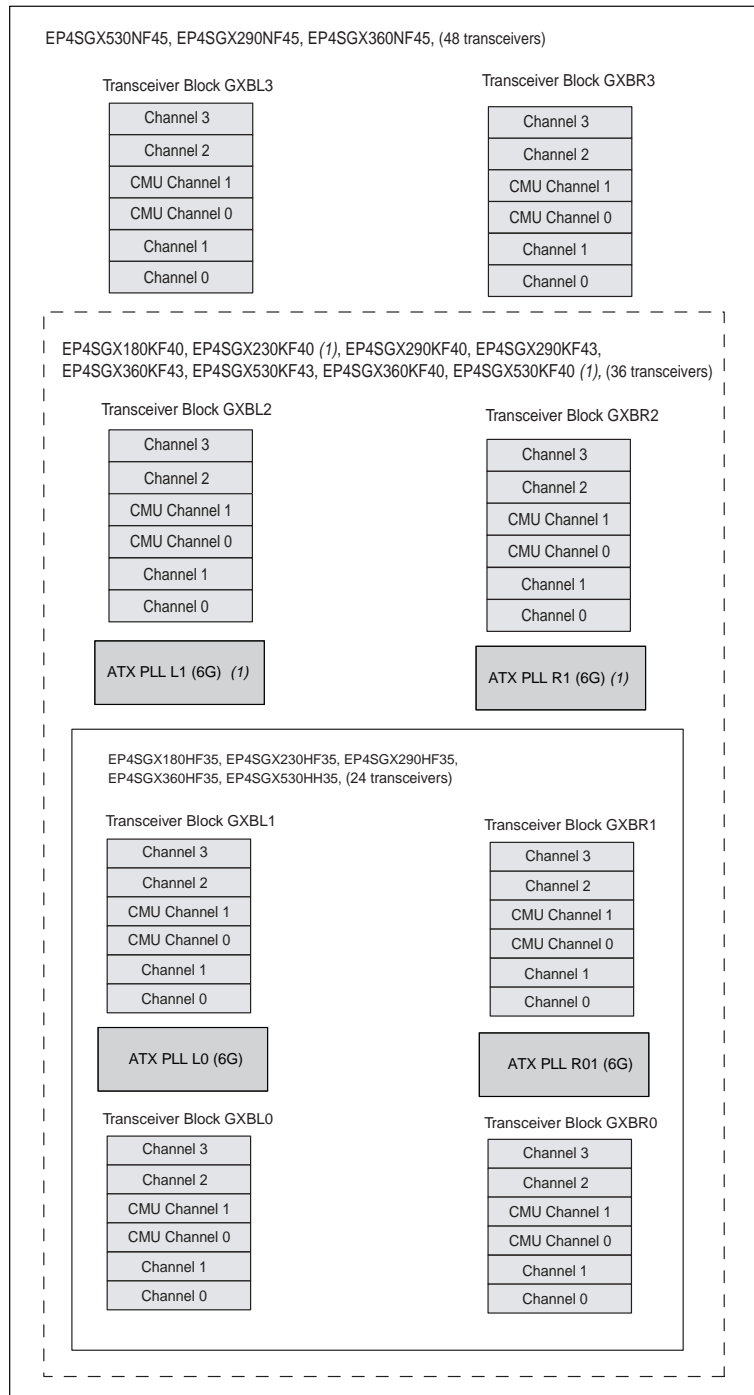 EP4SGX530NF45, EP4SGX290NF45, EP4SGX360NF45, (48 transceivers)
Transceiver Block GXBL3
Channel 3
Channel 2
CMU Channel 1
CMU Channel 0
Channel 1
Channel 0
Transceiver Block GXBR3
Channel 3
Channel 2
CMU Channel 1
CMU Channel 0
Channel 1
Channel 0
EP4SGX180KF40, EP4SGX230KF40 (1), EP4SGX290KF40, EP4SGX290KF43,
EP4SGX360KF43, EP4SGX530KF43, EP4SGX360KF40, EP4SGX530KF40 (1), (36 transceivers)
Transceiver Block GXBL2
Channel 3
Channel 2
CMU Channel 1
CMU Channel 0
Channel 1
Channel 0
Transceiver Block GXBR2
Channel 3
Channel 2
CMU Channel 1
CMU Channel 0
Channel 1
Channel 0
ATX PLL L1 (6G) (1)
ATX PLL R1 (6G) (1)
EP4SGX180HF35, EP4SGX230HF35, EP4SGX290HF35,
EP4SGX360HF35, EP4SGX530HH35, (24 transceivers)
Transceiver Block GXBL1
Channel 3
Channel 2
CMU Channel 1
CMU Channel 0
Channel 1
Channel 0
Transceiver Block GXBR1
Channel 3
Channel 2
CMU Channel 1
CMU Channel 0
Channel 1
Channel 0
ATX PLL L0 (6G)
ATX PLL R01 (6G)
Transceiver Block GXBL0
Channel 3
Channel 2
CMU Channel 1
CMU Channel 0
Channel 1
Channel 0
Transceiver Block GXBR0
Channel 3
Channel 2
CMU Channel 1
CMU Channel 0
Channel 1
Channel 0